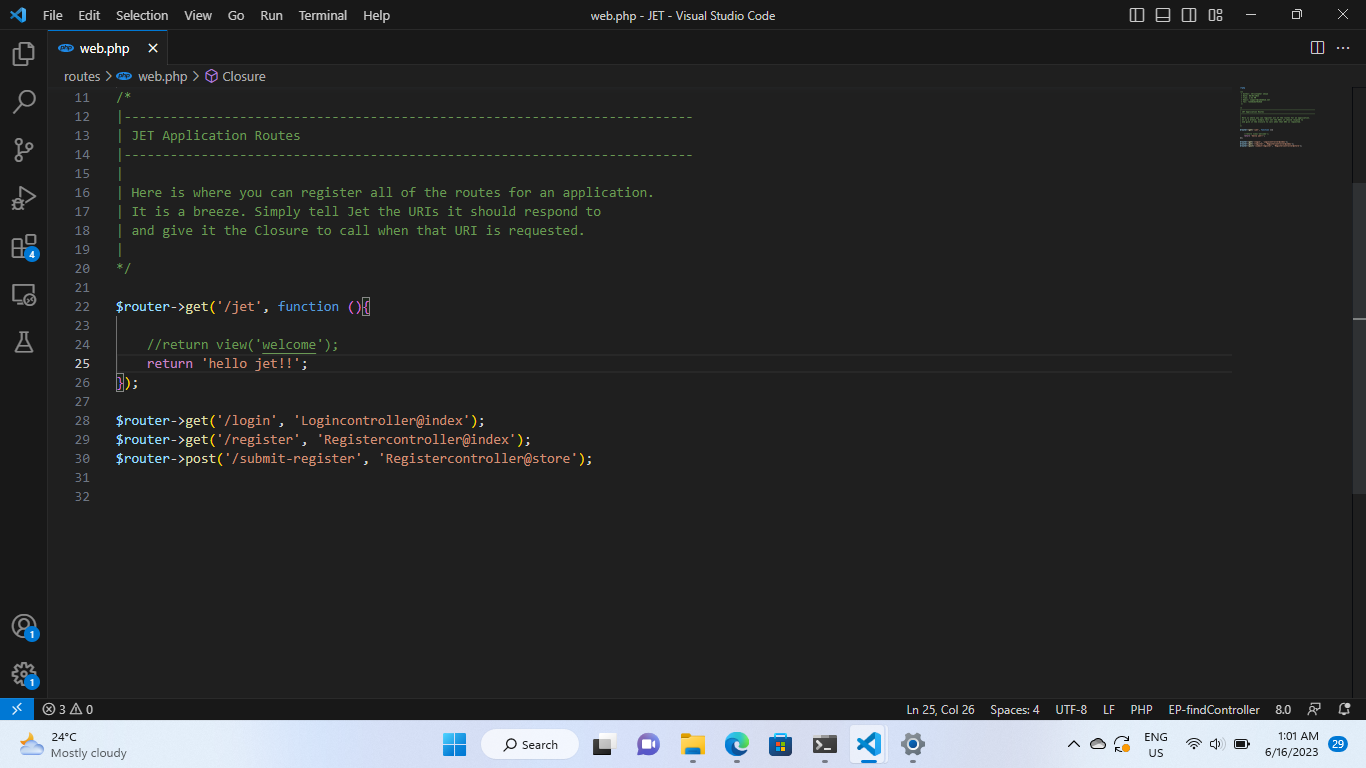 File Edit Selection View Go Run Terminal Help web.php - JET - Visual Studio Code
php web.php
routes > php web.php > Closure
11 /*
12 |--------------------------------------------------------------------------
13 | JET Application Routes
14 |--------------------------------------------------------------------------
15 |
16 | Here is where you can register all of the routes for an application.
17 | It is a breeze. Simply tell Jet the URIs it should respond to
18 | and give it the Closure to call when that URI is requested.
19 |
20 */
21
22 $router->get('/jet', function (){
23
24 //return view('welcome');
25 return 'hello jet!!';
26 });
27
28 $router->get('/login', 'Logincontroller@index');
29 $router->get('/register', 'Registercontroller@index');
30 $router->post('/submit-register', 'Registercontroller@store');
31
32
4
1
1
3 0 Ln 25, Col 26 Spaces: 4 UTF-8 LF PHP EP-findController 8.0
24°C
Mostly cloudy
Search
ENG
US
1:01 AM
6/16/2023
29